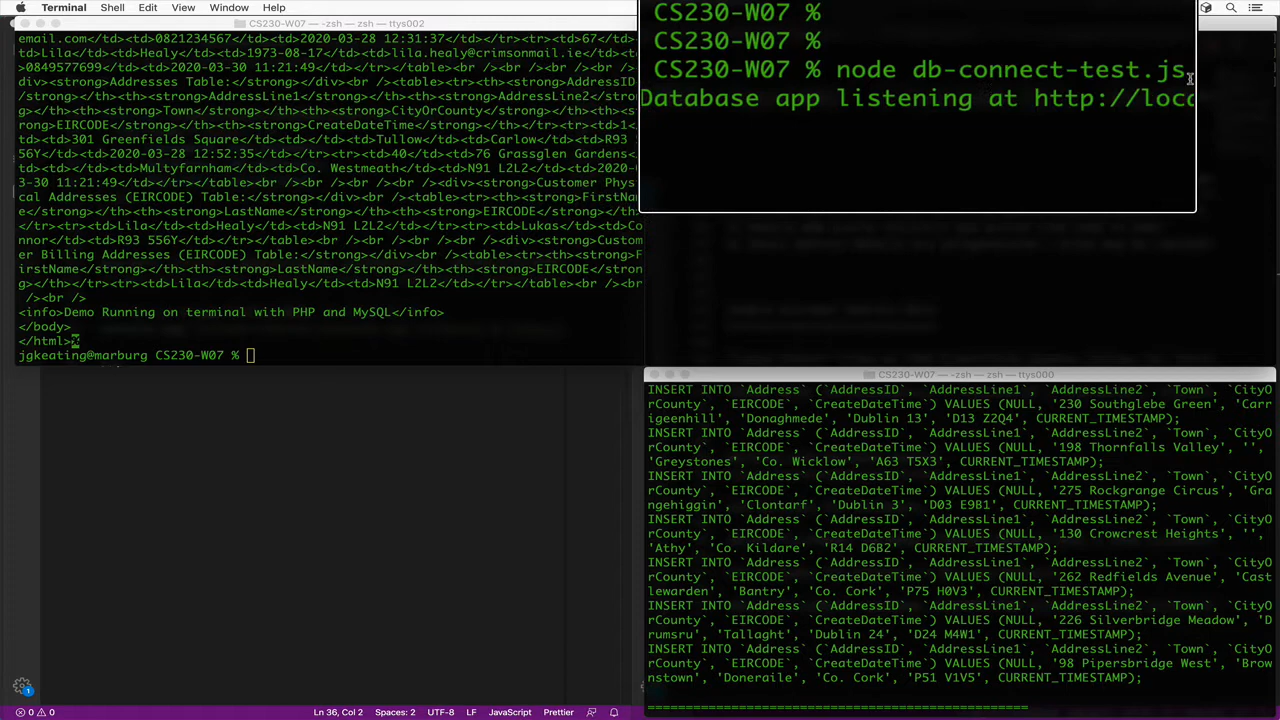 Terminal Shell Edit View Window Help
CS230-W07 — -zsh — zsh — ttys002
email.com</td><td>0821234567</td><td>2020-03-28 12:31:37</td></tr><tr><td>67</td
><td>Lila</td><td>Healy</td><td>1973-08-17</td><td>lila.healy@crimsonmail.ie</td
>0849577699</td><td>2020-03-30 11:21:49</td></tr></table><br /><br /><br /><br /><
div><strong>Addresses Table:</strong></div><br><table><tr><th><strong>AddressID
/strong></th><th><strong>AddressLine1</strong></th><th><strong>AddressLine2</str
ong></th><th><strong>Town</strong></th><th><strong>CityOrCounty</strong></th><th
strong>EIRCODE</strong></th><th><strong>CreateDateTime</strong></th></tr><td>1</
td><td>301 Greenfields Square</td><td>Tullow</td><td>Carlow</td><td>R93
556Y</td><td>2020-03-28 12:52:35</td></tr><tr><td>40</td><td>76 Grassglen Gardens</
td><td></td><td>Multyfarnham</td><td>Co. Westmeath</td><td>N91 L2L2</td><td>2020-
3-30 11:21:49</td></tr></table><br /><br /><br /><br /><div><strong>Customer Phys
cal Addresses (EIRCODE) Table:</strong></div><br><table><tr><th><strong>FirstNam
e</strong></th><th><strong>LastName</strong></th><th><strong>EIRCODE</strong></t
h></tr><tr><td>Lila</td><td>Healy</td><td>N91 L2L2</td></tr><tr><td>Lukas</td><td>Co
nnor</td><td>R93 556Y</td></tr></table><br /><br /><br /><br /><div><strong>Custom
er Billing Addresses (EIRCODE) Table:</strong></div><br><table><tr><th><strong>F
irstName</strong></th><th><strong>LastName</strong></th><th><strong>EIRCODE</stron
g></th></tr><tr><td>Lila</td><td>Healy</td><td>N91 L2L2</td></tr></table><br /><br
/><br />
<info>Demo Running on terminal with PHP and MySQL</info>
</body>
</html>
jgkeating@marburg CS230-W07 %
CS230-W07 %
CS230-W07 %
CS230-W07 % node db-connect-test.js
Database app listening at http://loc
CS230-W07 — -zsh — zsh — ttys000
INSERT INTO `Address` (`AddressID`, `AddressLine1`, `AddressLine2`, `Town`, `CityO
rCounty`, `EIRCODE`, `CreateDateTime`) VALUES (NULL, '230 Southglebe Green', 'Carr
igeenhill', 'Donaghmede', 'Dublin 13', 'D13 Z2Q4', CURRENT_TIMESTAMP);
INSERT INTO `Address` (`AddressID`, `AddressLine1`, `AddressLine2`, `Town`, `CityO
rCounty`, `EIRCODE`, `CreateDateTime`) VALUES (NULL, '198 Thornfalls Valley', '',
'Greystones', 'Co. Wicklow', 'A63 T5X3', CURRENT_TIMESTAMP);
INSERT INTO `Address` (`AddressID`, `AddressLine1`, `AddressLine2`, `Town`, `CityO
rCounty`, `EIRCODE`, `CreateDateTime`) VALUES (NULL, '275 Rockgrange Circus', 'Gra
ngehiggin', 'Clontarf', 'Dublin 3', 'D03 E9B1', CURRENT_TIMESTAMP);
INSERT INTO `Address` (`AddressID`, `AddressLine1`, `AddressLine2`, `Town`, `CityO
rCounty`, `EIRCODE`, `CreateDateTime`) VALUES (NULL, '130 Crowcrest Heights', '',
'Athy', 'Co. Kildare', 'R14 D6B2', CURRENT_TIMESTAMP);
INSERT INTO `Address` (`AddressID`, `AddressLine1`, `AddressLine2`, `Town`, `CityO
rCounty`, `EIRCODE`, `CreateDateTime`) VALUES (NULL, '262 Redfields Avenue', 'Cast
lewarden', 'Bantry', 'Co. Cork', 'P75 H0V3', CURRENT_TIMESTAMP);
INSERT INTO `Address` (`AddressID`, `AddressLine1`, `AddressLine2`, `Town`, `CityO
rCounty`, `EIRCODE`, `CreateDateTime`) VALUES (NULL, '226 Silverbridge Meadow', 'D
rumsru', 'Tallaght', 'Dublin 24', 'D24 M4W1', CURRENT_TIMESTAMP);
INSERT INTO `Address` (`AddressID`, `AddressLine1`, `AddressLine2`, `Town`, `CityO
rCounty`, `EIRCODE`, `CreateDateTime`) VALUES (NULL, '98 Pipersbridge West', 'Brow
nstown', 'Doneraile', 'Co. Cork', 'P51 V1V5', CURRENT_TIMESTAMP);
==================================================
0 0 Ln 36, Col 2 Spaces: 2 UTF-8 LF JavaScript Prettier